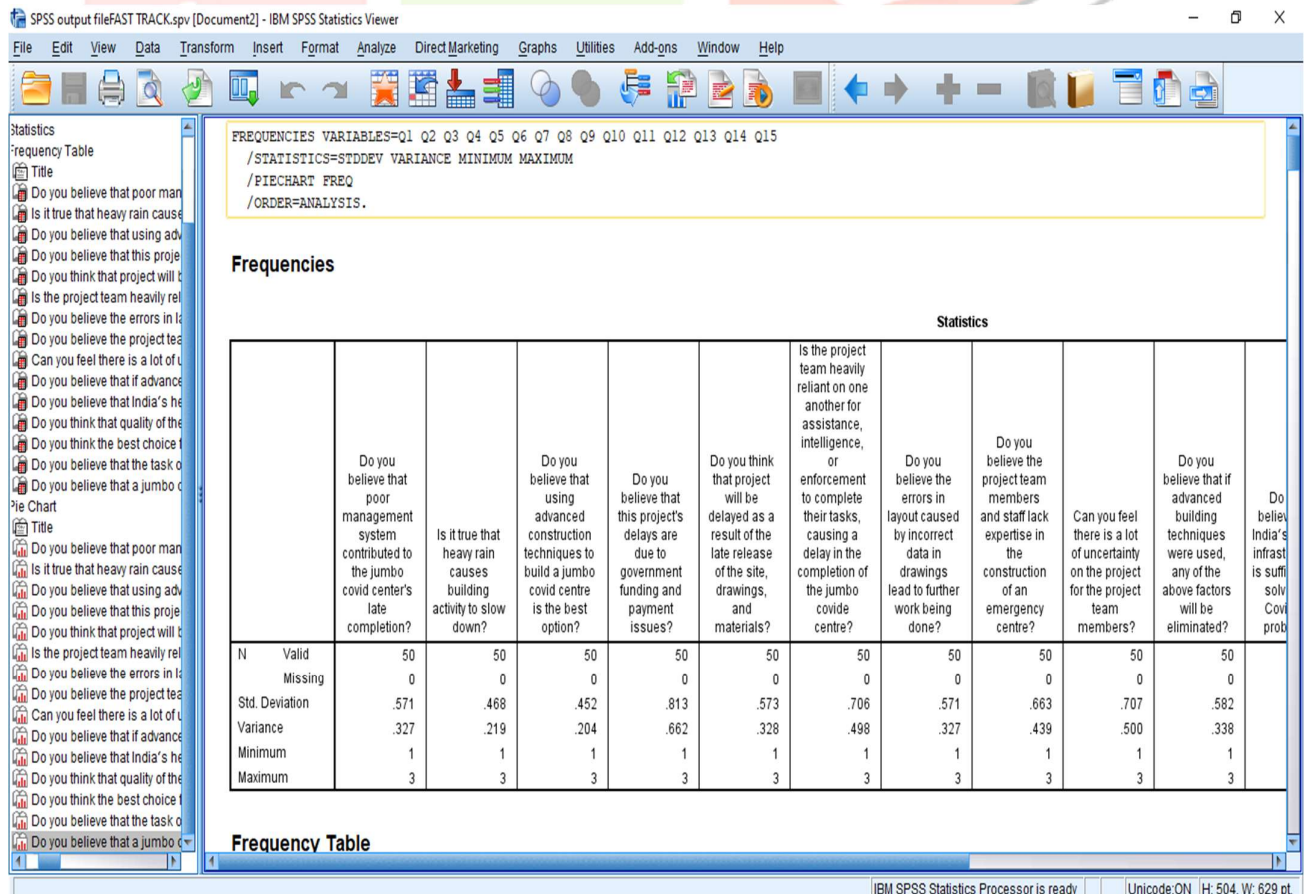 SPSS output fileFAST TRACK.spv [Document2] - IBM SPSS Statistics Viewer
File Edit View Data Transform Insert Format Analyze Direct Marketing Graphs Utilities Add-ons Window Help
Statistics
Frequency Table
Title
Do you believe that poor man
Is it true that heavy rain cause
Do you believe that using adv
Do you believe that this proje
Do you think that project will b
Is the project team heavily rel
Do you believe the errors in la
Do you believe the project tea
Can you feel there is a lot of u
Do you believe that if advance
Do you believe that India's he
Do you think that quality of the
Do you think the best choice f
Do you believe that the task o
Do you believe that a jumbo c
Pie Chart
Title
Do you believe that poor man
Is it true that heavy rain cause
Do you believe that using adv
Do you believe that this proje
Do you think that project will b
Is the project team heavily rel
Do you believe the errors in la
Do you believe the project tea
Can you feel there is a lot of u
Do you believe that if advance
Do you believe that India's he
Do you think that quality of the
Do you think the best choice f
Do you believe that the task o
Do you believe that a jumbo c
FREQUENCIES VARIABLES=Q1 Q2 Q3 Q4 Q5 Q6 Q7 Q8 Q9 Q10 Q11 Q12 Q13 Q14 Q15
/STATISTICS=STDDEV VARIANCE MINIMUM MAXIMUM
/PIECHART FREQ
/ORDER=ANALYSIS.
Frequencies
Statistics
Do you
believe that
poor
management
system
contributed to
the jumbo
covid center's
late
completion?
Is it true that
heavy rain
causes
building
activity to slow
down?
Do you
believe that
using
advanced
construction
techniques to
build a jumbo
covid centre
is the best
option?
Do you
believe that
this project's
delays are
due to
government
funding and
payment
issues?
Do you think
that project
will be
delayed as a
result of the
late release
of the site,
drawings,
and
materials?
Is the project
team heavily
reliant on one
another for
assistance,
intelligence,
or
enforcement
to complete
their tasks,
causing a
delay in the
completion of
the jumbo
covide
centre?
Do you
believe the
errors in
layout caused
by incorrect
data in
drawings
lead to further
work being
done?
Do you
believe the
project team
members
and staff lack
expertise in
the
construction
of an
emergency
centre?
Can you feel
there is a lot
of uncertainty
on the project
for the project
team
members?
Do you
believe that if
advanced
building
techniques
were used,
any of the
above factors
will be
eliminated?
Do
believ
India's
infrast
is suffi
solv
Covi
prob
N Valid 50 50 50 50 50 50 50 50 50 50
Missing 0 0 0 0 0 0 0 0 0 0
Std. Deviation .571 .468 .452 .813 .573 .706 .571 .663 .707 .582
Variance .327 .219 .204 .662 .328 .498 .327 .439 .500 .338
Minimum 1 1 1 1 1 1 1 1 1 1
Maximum 3 3 3 3 3 3 3 3 3 3
Frequency Table
IBM SPSS Statistics Processor is ready Unicode:ON H: 504, W: 629 pt.